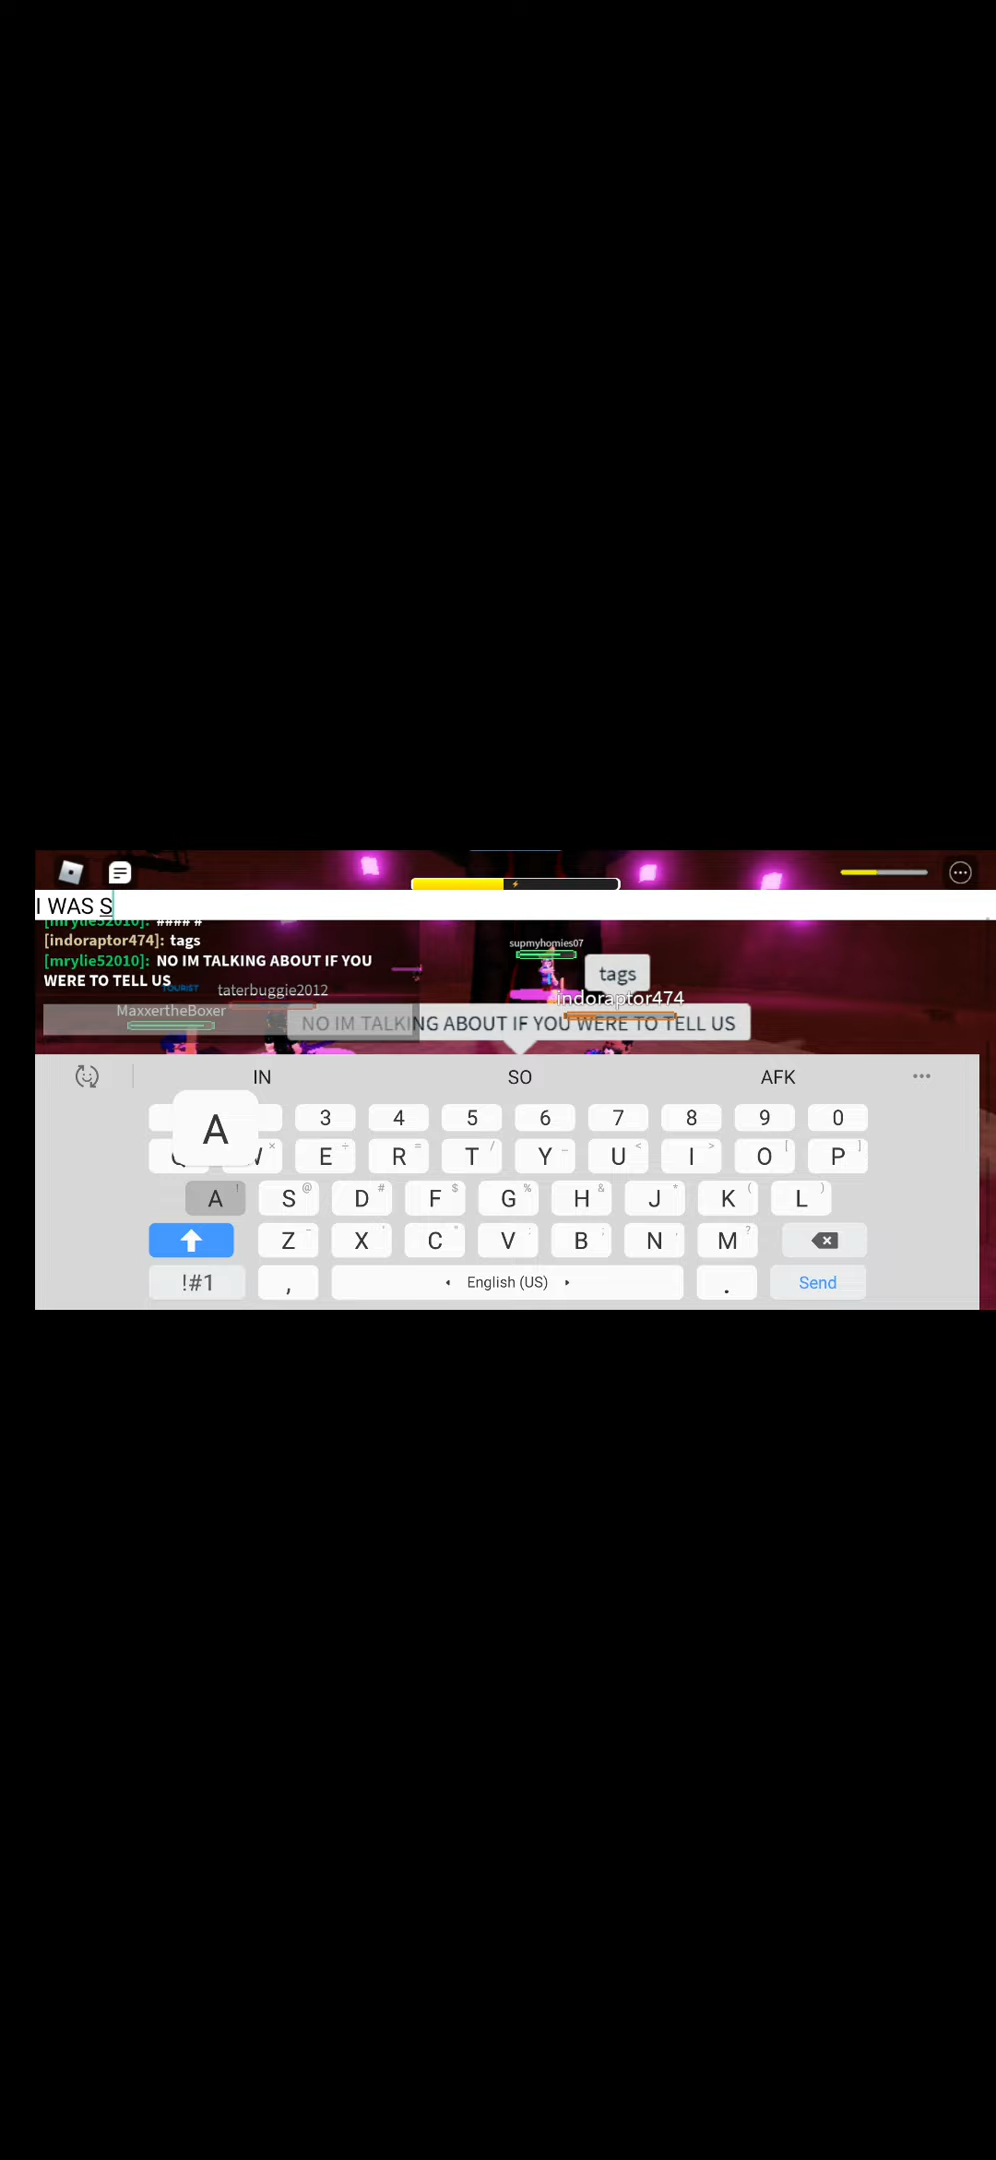 I WAS S
[mrylie52010]: #### #
[indoraptor474]: tags
[mrylie52010]: NO IM TALKING ABOUT IF YOU
WERE TO TELL US
supmyhomies07
tags
indoraptor474
TOURIST
taterbuggie2012
MaxxertheBoxer
NO IM TALKING ABOUT IF YOU WERE TO TELL US
IN SO AFK
A
3 4 5 6 7 8 9 0
W × E ÷ R = T / Y _ U < I > O [ P ]
A ! S @ D # F $ G % H & J * K ( L )
Z - X ' C " V : B ; N , M ?
!#1 , English (US) . Send